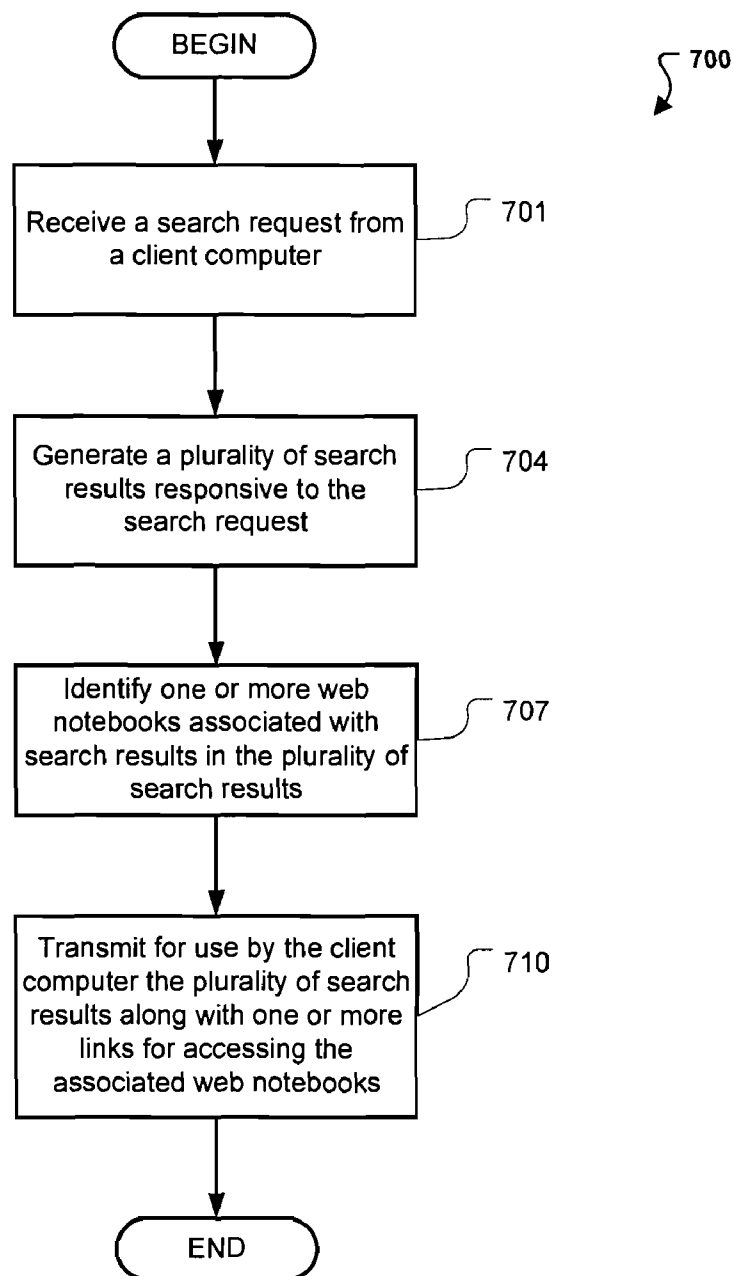 BEGIN
700
Receive a search request from
a client computer
701
Generate a plurality of search
results responsive to the
search request
704
Identify one or more web
notebooks associated with
search results in the plurality of
search results
707
Transmit for use by the client
computer the plurality of search
results along with one or more
links for accessing the
associated web notebooks
710
END